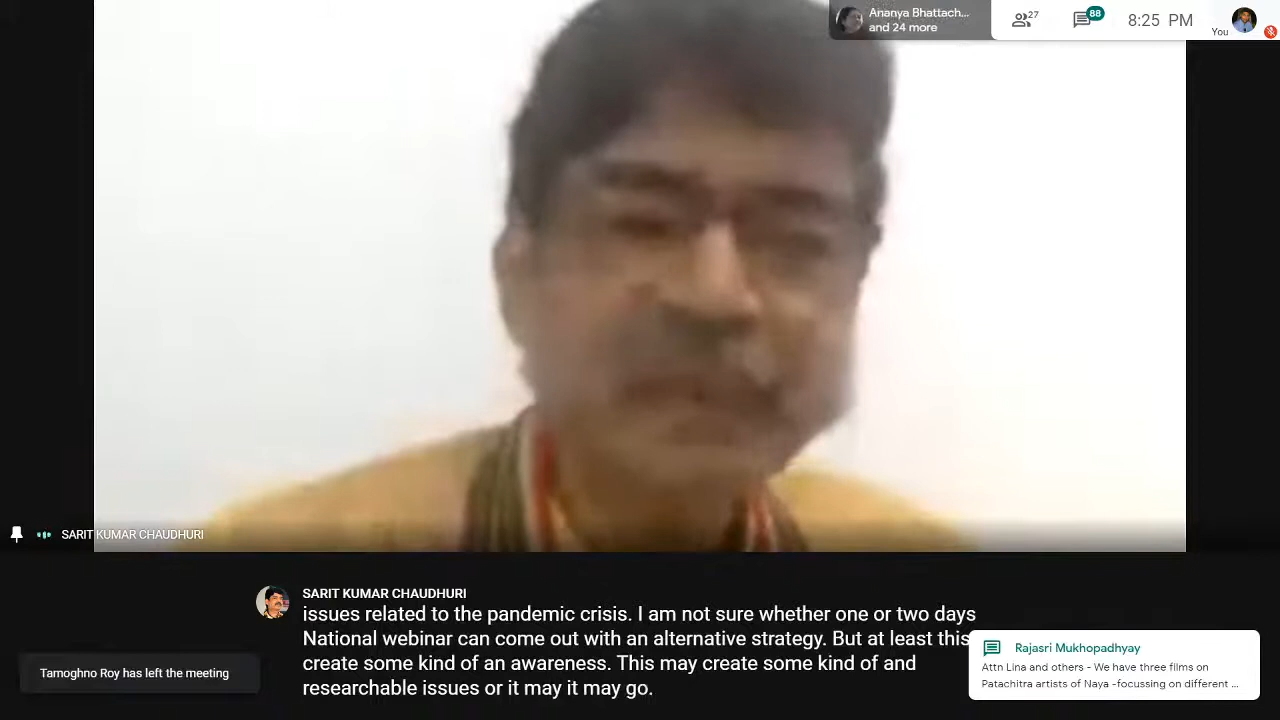 Ananya Bhattach...
and 24 more
27
88
8:25 PM
You
SARIT KUMAR CHAUDHURI
SARIT KUMAR CHAUDHURI
issues related to the pandemic crisis. I am not sure whether one or two days
National webinar can come out with an alternative strategy. But at least this
create some kind of an awareness. This may create some kind of and
researchable issues or it may it may go.
Tamoghno Roy has left the meeting
Rajasri Mukhopadhyay
Attn Lina and others - We have three films on
Patachitra artists of Naya -focussing on different ...